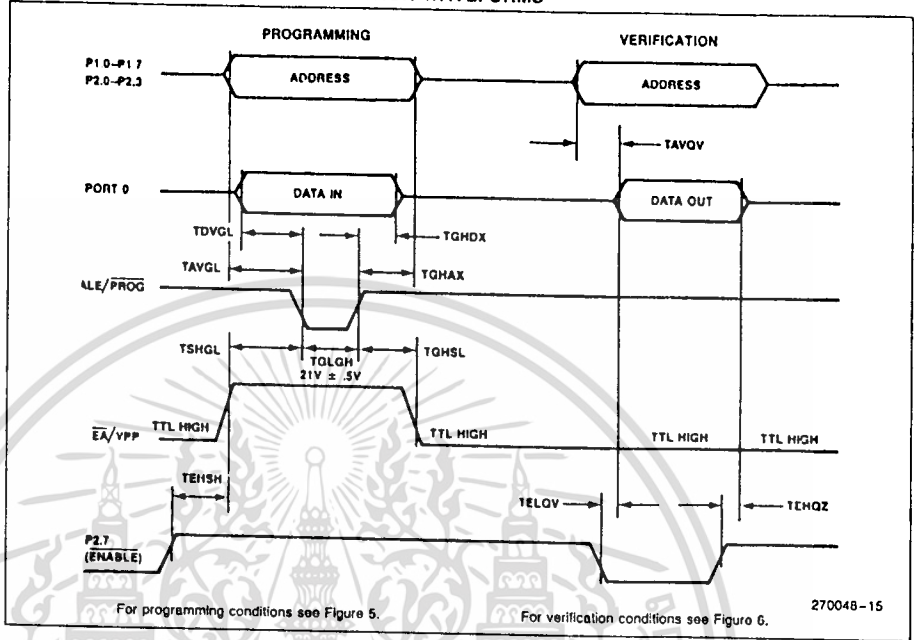 PROGRAMMING
VERIFICATION
P1.0–P1.7
P2.0–P2.3
ADDRESS
ADDRESS
TAVQV
PORT 0
DATA IN
DATA OUT
TDVGL
TGHDX
TAVGL
TGHAX
ALE/PROG
TSHGL
TGLGH
TGHSL
21V ± .5V
EA/VPP
TTL HIGH
TTL HIGH
TTL HIGH
TTL HIGH
TEHSH
TELQV
TEHQZ
P2.7
(ENABLE)
For programming conditions see Figure 5.
For verification conditions see Figure 6.
270048–15